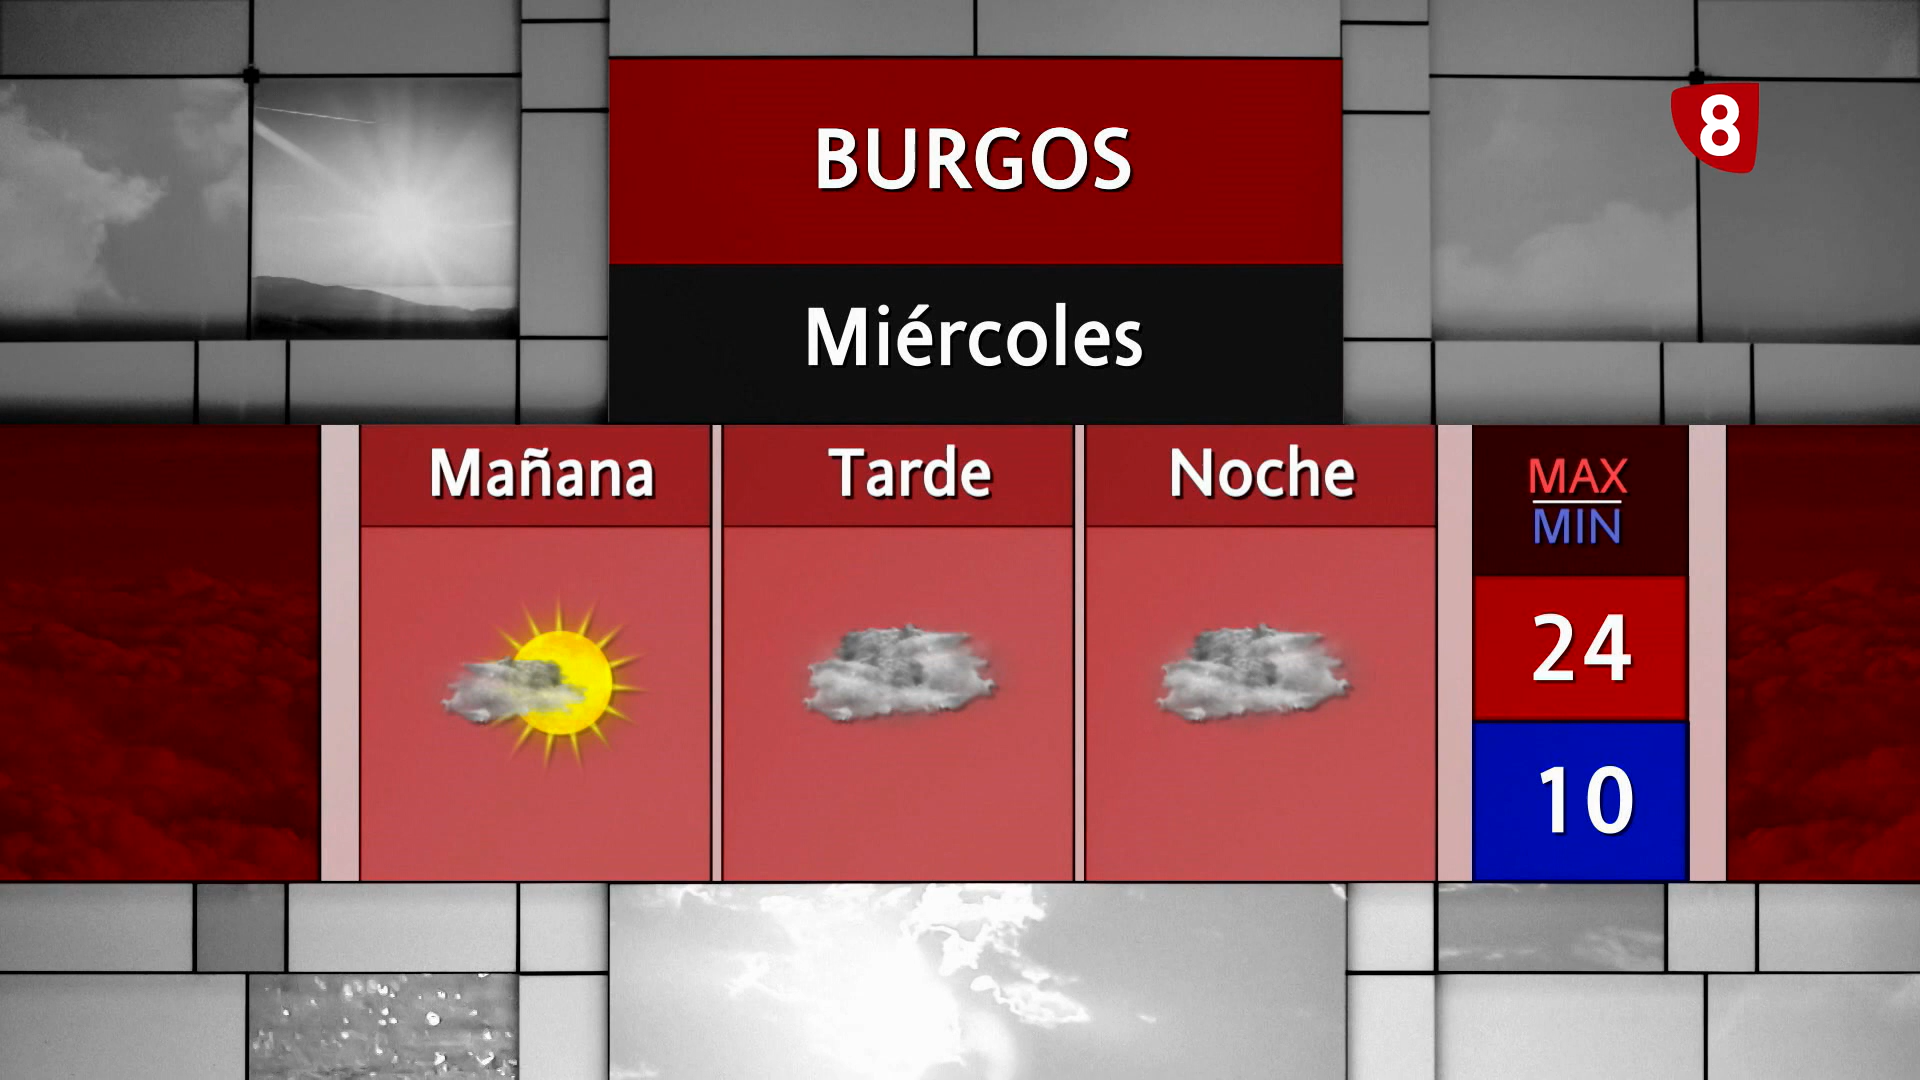 8
BURGOS
Miércoles
Mañana
Tarde
Noche
MAX
MIN
24
10